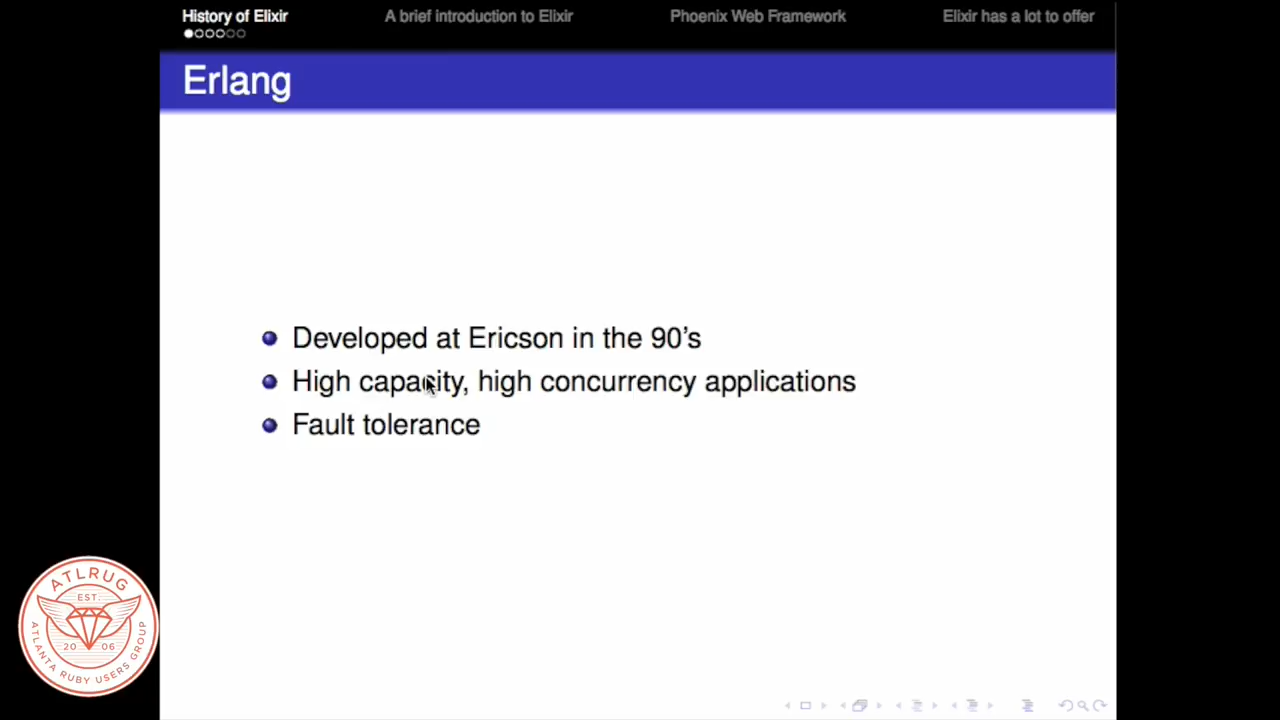 History of Elixir
A brief introduction to Elixir
Phoenix Web Framework
Elixir has a lot to offer
Erlang
Developed at Ericson in the 90's
High capacity, high concurrency applications
Fault tolerance
ATLRUG
EST.
20 06
ATLANTA RUBY USERS GROUP